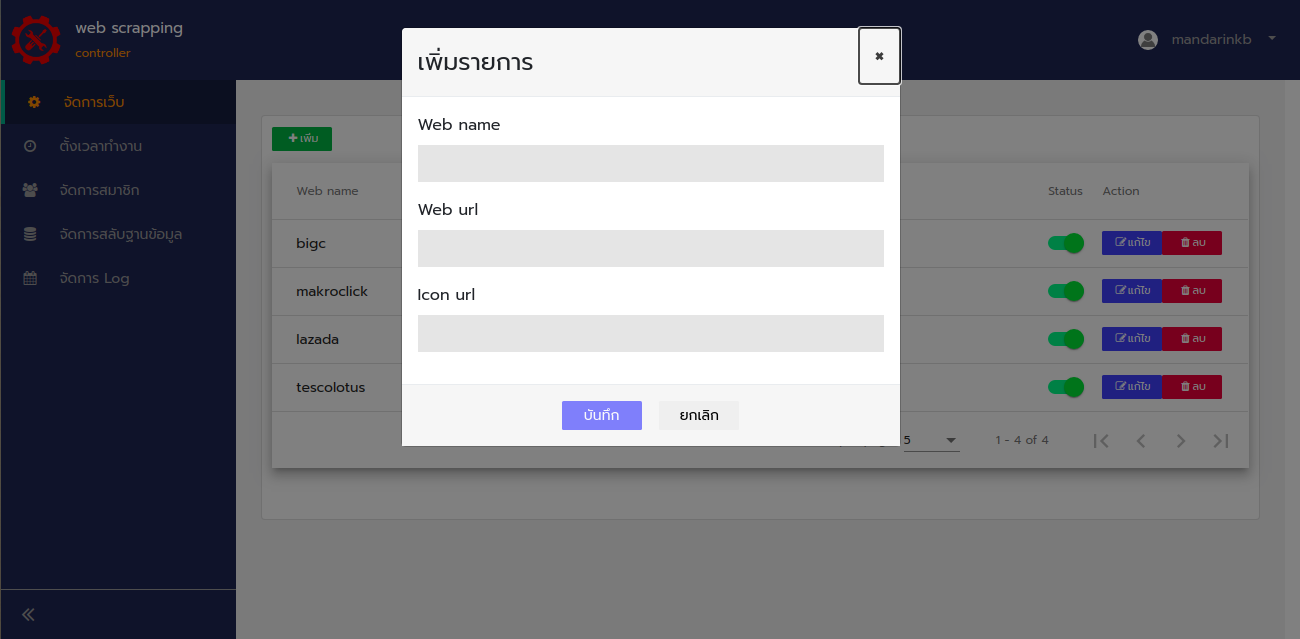 web scrapping
controller
mandarinkb
จัดการเว็บ
ตั้งเวลาทำงาน
จัดการสมาชิก
จัดการสลับฐานข้อมูล
จัดการ Log
เพิ่ม
Web name
Status
Action
bigc
แก้ไข
ลบ
makroclick
แก้ไข
ลบ
lazada
แก้ไข
ลบ
tescolotus
แก้ไข
ลบ
5
1 - 4 of 4
เพิ่มรายการ
Web name
Web url
Icon url
บันทึก
ยกเลิก